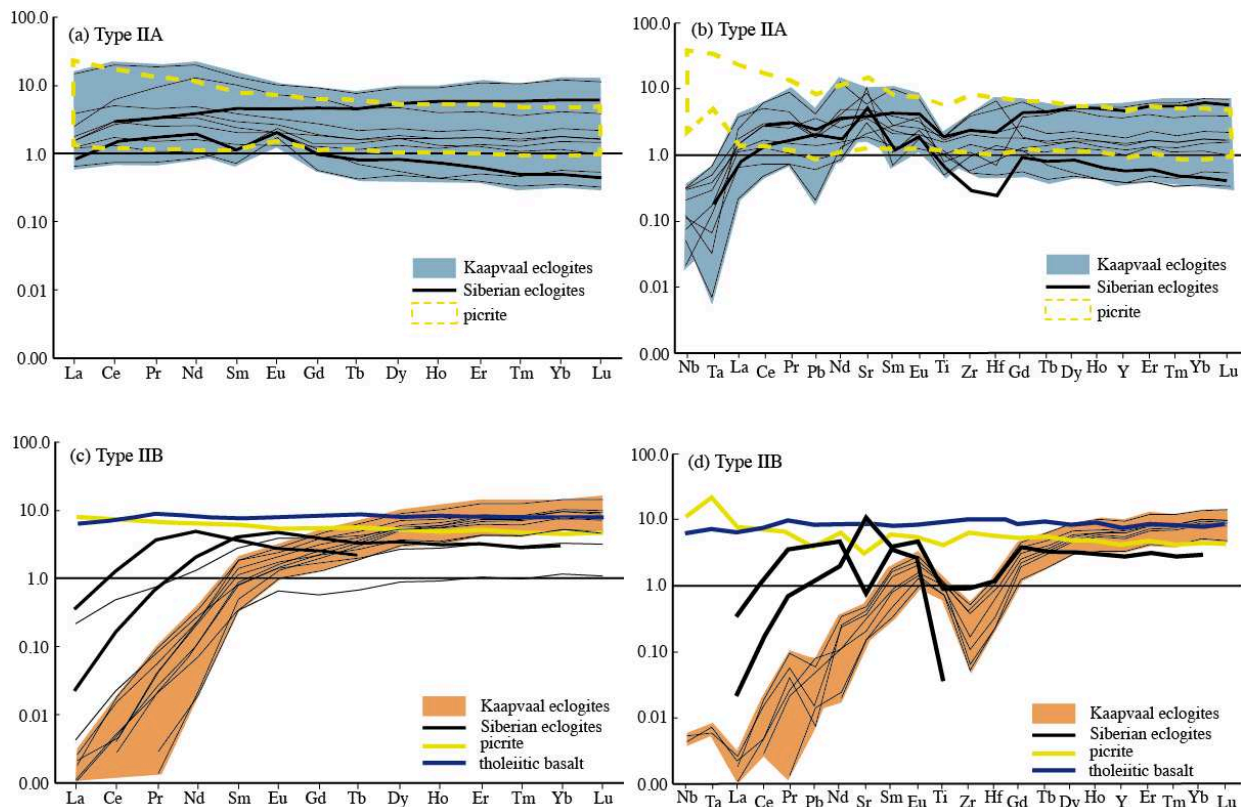 (a) Type IIA
100.0
10.0
1.0
0.10
0.01
0.00
Kaapvaal eclogites
Siberian eclogites
picrite
La Ce Pr Nd Sm Eu Gd Tb Dy Ho Er Tm Yb Lu
(b) Type IIA
100.0
10.0
1.0
0.10
0.01
0.00
Kaapvaal eclogites
Siberian eclogites
picrite
Nb Ta La Ce Pr Pb Nd Sr Sm Eu Ti Zr Hf Gd Tb Dy Ho Y Er Tm Yb Lu
(c) Type IIB
100.0
10.0
1.0
0.10
0.01
0.00
Kaapvaal eclogites
Siberian eclogites
picrite
tholeiitic basalt
La Ce Pr Nd Sm Eu Gd Tb Dy Ho Er Tm Yb Lu
(d) Type IIB
100.0
10.0
1.0
0.10
0.01
0.00
Kaapvaal eclogites
Siberian eclogites
picrite
tholeiitic basalt
Nb Ta La Ce Pr Pb Nd Sr Sm Eu Ti Zr Hf Gd Tb Dy Ho Y Er Tm Yb Lu